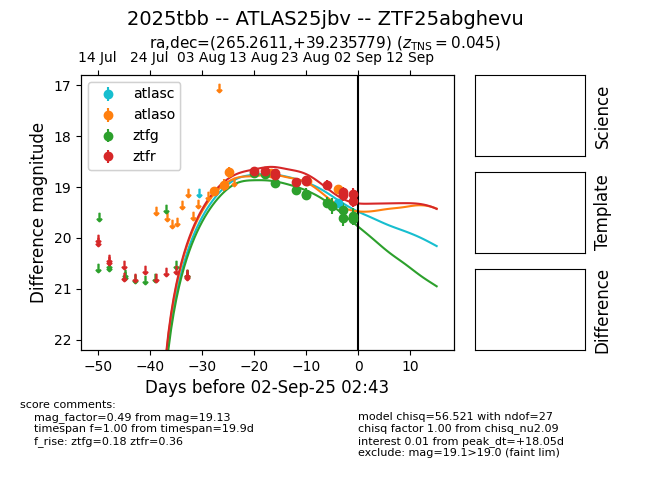 2025tbb -- ATLAS25jbv -- ZTF25abghevu
ra,dec=(265.2611,+39.235779) (z_TNS = 0.045)
14 Jul 24 Jul 03 Aug 13 Aug 23 Aug 02 Sep 12 Sep
17
18
19
20
21
22
Difference magnitude
atlasc
atlaso
ztfg
ztfr
−50 −40 −30 −20 −10 0 10
Days before 02-Sep-25 02:43
Science
Template
Difference
score comments:
mag_factor=0.49 from mag=19.13
timespan f=1.00 from timespan=19.9d
f_rise: ztfg=0.18 ztfr=0.36
model chisq=56.521 with ndof=27
chisq factor 1.00 from chisq_nu2.09
interest 0.01 from peak_dt=+18.05d
exclude: mag=19.1>19.0 (faint lim)